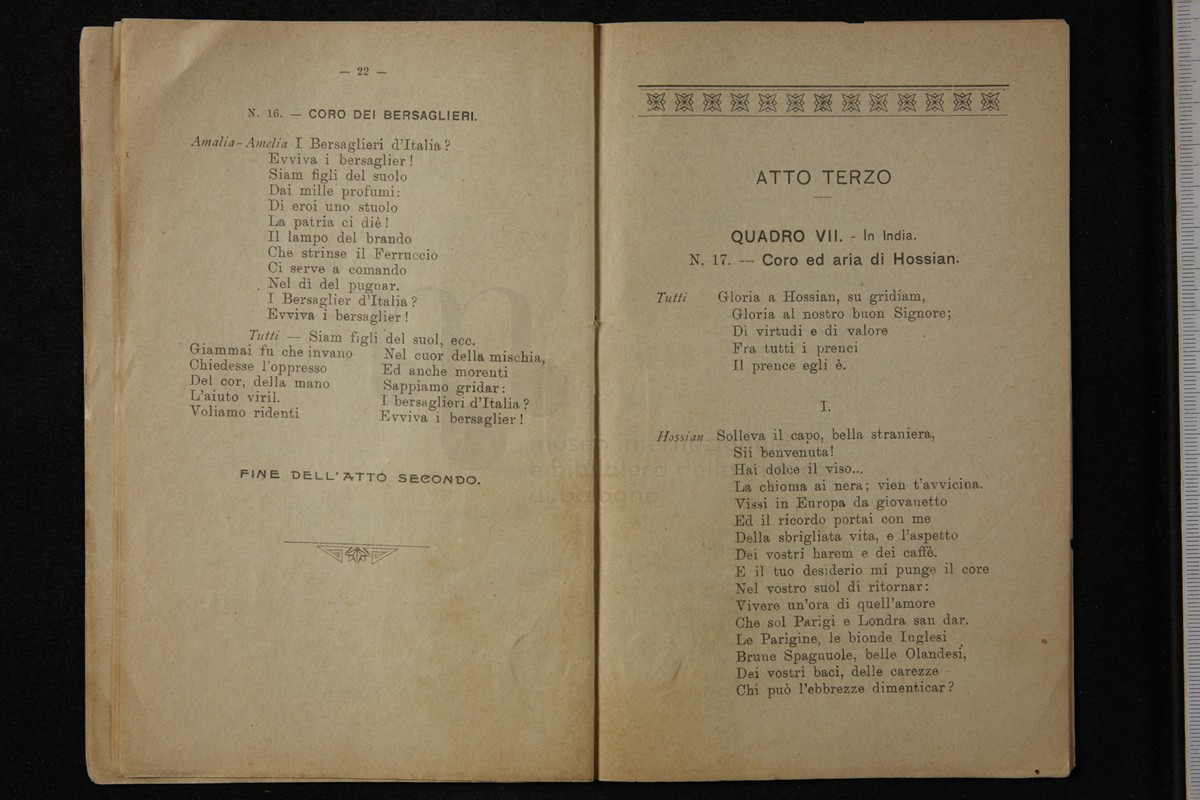 — 22 —
N. 16. — CORO DEI BERSAGLIERI.
Amalia-Amelia I Bersaglieri d'Italia?
Evviva i bersaglier!
Siam figli del suolo
Dai mille profumi:
Di eroi uno stuolo
La patria ci diè!
Il lampo del brando
Che strinse il Ferruccio
Ci serve a comando
Nel dì del pugnar.
I Bersaglier d'Italia?
Evviva i bersaglier!
Tutti — Siam figli del suol, ecc.
Giammai fu che invano
Chiedesse l'oppresso
Del cor, della mano
L'aiuto viril.
Voliamo ridenti
Nel cuor della mischia,
Ed anche morenti
Sappiamo gridar:
I bersaglieri d'Italia?
Evviva i bersaglier!
FINE DELL'ATTO SECONDO.
ATTO TERZO
QUADRO VII. - In India.
N. 17. — Coro ed aria di Hossian.
Tutti Gloria a Hossian, su gridiam,
Gloria al nostro buon Signore;
Di virtudi e di valore
Fra tutti i prenci
Il prence egli è.
I.
Hossian Solleva il capo, bella straniera,
Sii benvenuta!
Hai dolce il viso...
La chioma ai nera; vien t'avvicina.
Vissi in Europa da giovanetto
Ed il ricordo portai con me
Della sbrigliata vita, e l'aspetto
Dei vostri harem e dei caffè.
E il tuo desiderio mi punge il core
Nel vostro suol di ritornar:
Vivere un'ora di quell'amore
Che sol Parigi e Londra san dar.
Le Parigine, le bionde Inglesi
Brune Spagnuole, belle Olandesi,
Dei vostri baci, delle carezze
Chi può l'ebbrezze dimenticar?
museo internaz
e biblioteca della
di bologna